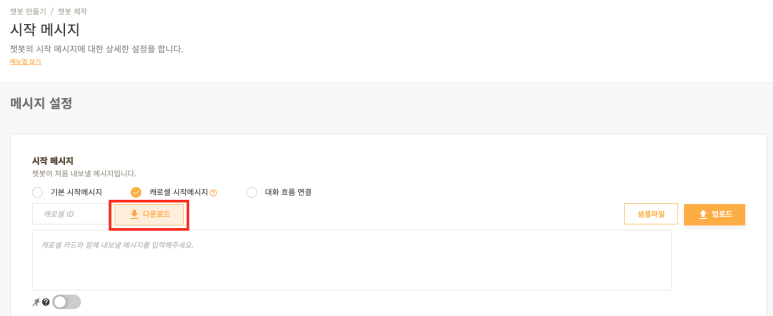 챗봇 만들기 / 챗봇 제작
시작 메시지
챗봇의 시작 메시지에 대한 상세한 설정을 합니다.
매뉴얼 보기
메시지 설정
시작 메시지
챗봇이 처음 내보낼 메시지입니다.
기본 시작메시지 캐로셀 시작메시지 대화 흐름 연결
캐로셀 ID 다운로드 샘플파일 업로드
캐로셀 카드와 함께 내보낼 메시지를 입력해주세요.